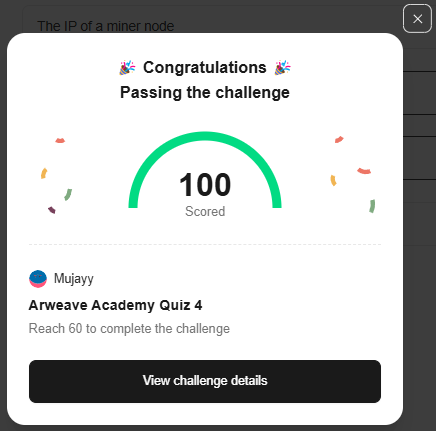 The IP of a miner node
🎉 Congratulations 🎉
Passing the challenge
100
Scored
Mujayy
Arweave Academy Quiz 4
Reach 60 to complete the challenge
View challenge details